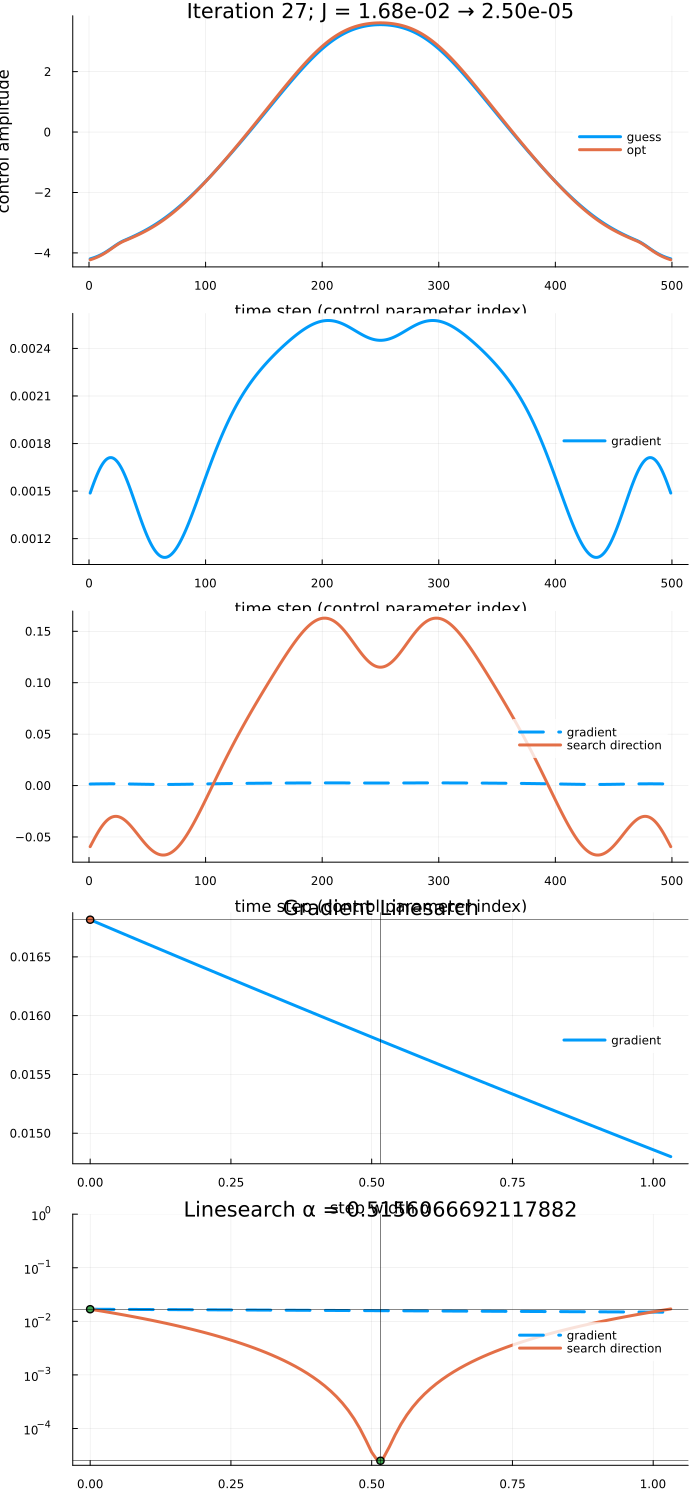 Iteration 27; J = 1.68e-02 → 2.50e-05
control amplitude
2
0
−2
−4
guess
opt
0 100 200 300 400 500
time step (control parameter index)
0.0024
0.0021
0.0018
0.0015
0.0012
gradient
0 100 200 300 400 500
time step (control parameter index)
0.15
0.10
0.05
0.00
−0.05
gradient
search direction
0 100 200 300 400 500
time step (control parameter index)
Gradient Linesarch
0.0165
0.0160
0.0155
0.0150
gradient
0.00 0.25 0.50 0.75 1.00
step width α
Linesearch α = 0.5156066692117882
10⁰
10⁻¹
10⁻²
10⁻³
10⁻⁴
gradient
search direction
0.00 0.25 0.50 0.75 1.00